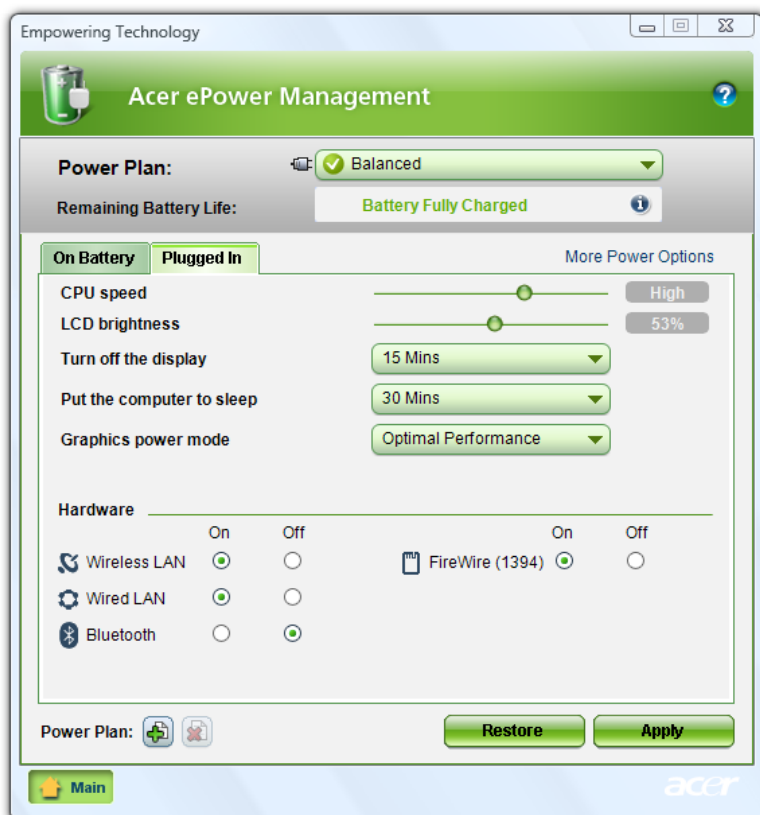 Empowering Technology
Acer ePower Management
Power Plan: Balanced
Remaining Battery Life: Battery Fully Charged
On Battery Plugged In More Power Options
CPU speed High
LCD brightness 53%
Turn off the display 15 Mins
Put the computer to sleep 30 Mins
Graphics power mode Optimal Performance
Hardware
On Off On Off
Wireless LAN FireWire (1394)
Wired LAN
Bluetooth
Power Plan: Restore Apply
Main acer